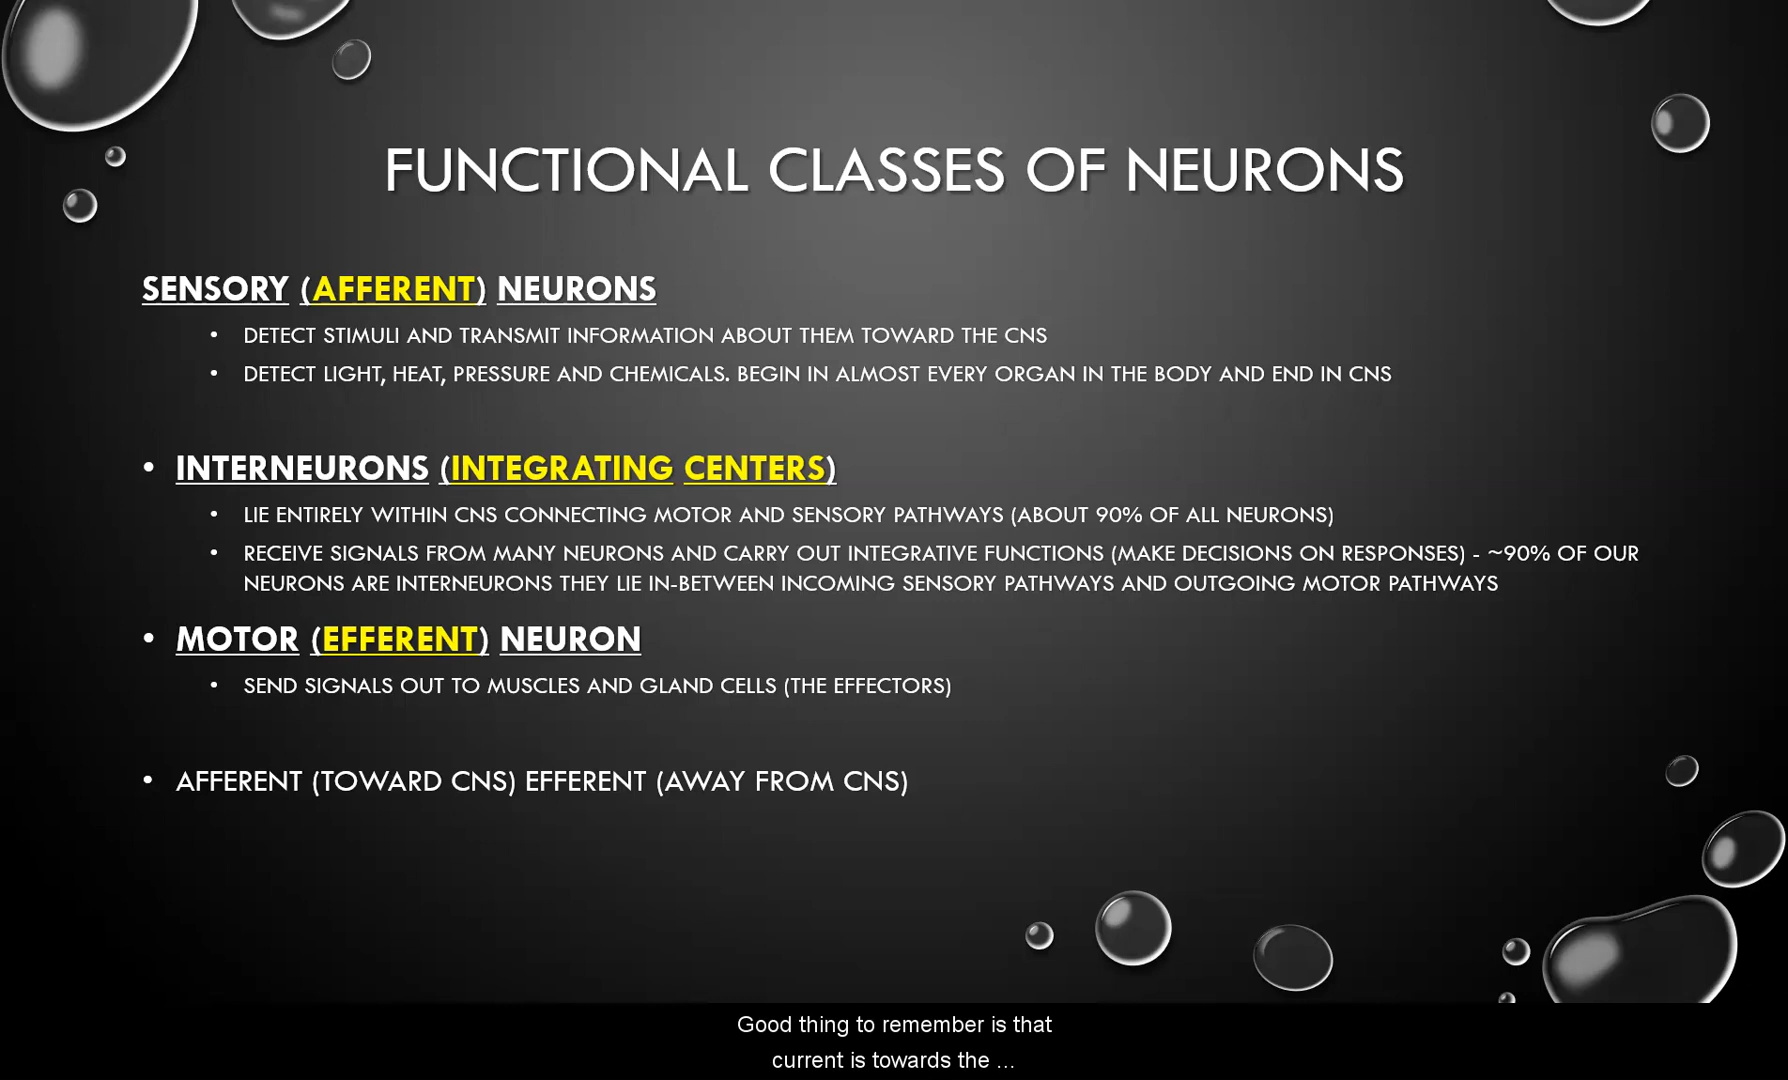 FUNCTIONAL CLASSES OF NEURONS
SENSORY (AFFERENT) NEURONS
• DETECT STIMULI AND TRANSMIT INFORMATION ABOUT THEM TOWARD THE CNS
• DETECT LIGHT, HEAT, PRESSURE AND CHEMICALS. BEGIN IN ALMOST EVERY ORGAN IN THE BODY AND END IN CNS
• INTERNEURONS (INTEGRATING CENTERS)
• LIE ENTIRELY WITHIN CNS CONNECTING MOTOR AND SENSORY PATHWAYS (ABOUT 90% OF ALL NEURONS)
• RECEIVE SIGNALS FROM MANY NEURONS AND CARRY OUT INTEGRATIVE FUNCTIONS (MAKE DECISIONS ON RESPONSES) - ~90% OF OUR
NEURONS ARE INTERNEURONS THEY LIE IN-BETWEEN INCOMING SENSORY PATHWAYS AND OUTGOING MOTOR PATHWAYS
• MOTOR (EFFERENT) NEURON
• SEND SIGNALS OUT TO MUSCLES AND GLAND CELLS (THE EFFECTORS)
• AFFERENT (TOWARD CNS) EFFERENT (AWAY FROM CNS)
Good thing to remember is that
current is towards the ...